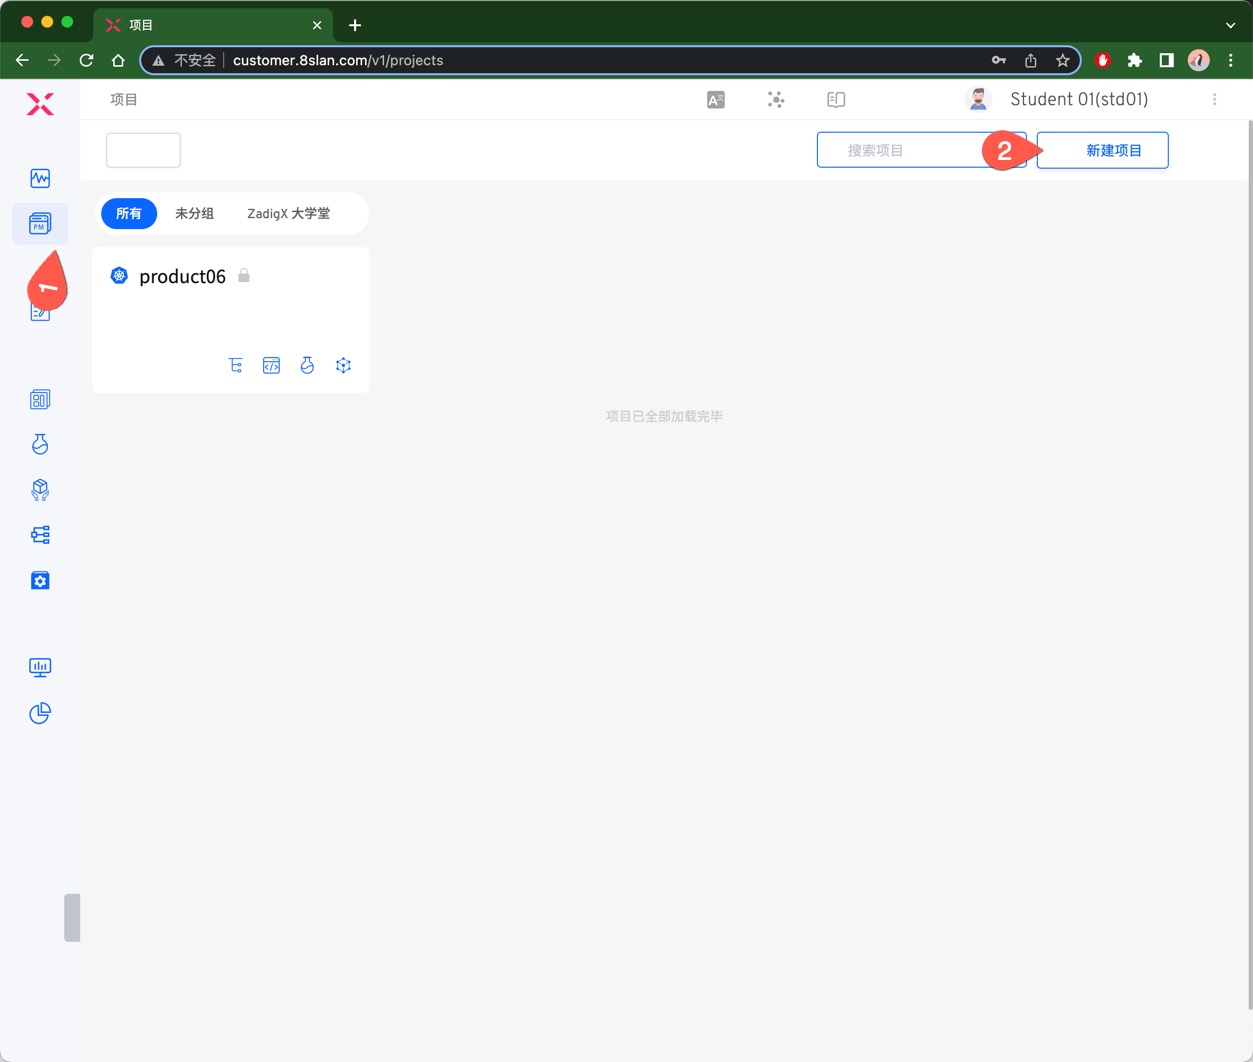 项目
不安全 customer.8slan.com/v1/projects
项目 Student 01(std01)
搜索项目 2 新建项目
所有 未分组 ZadigX 大学堂
PM
1
product06
项目已全部加载完毕